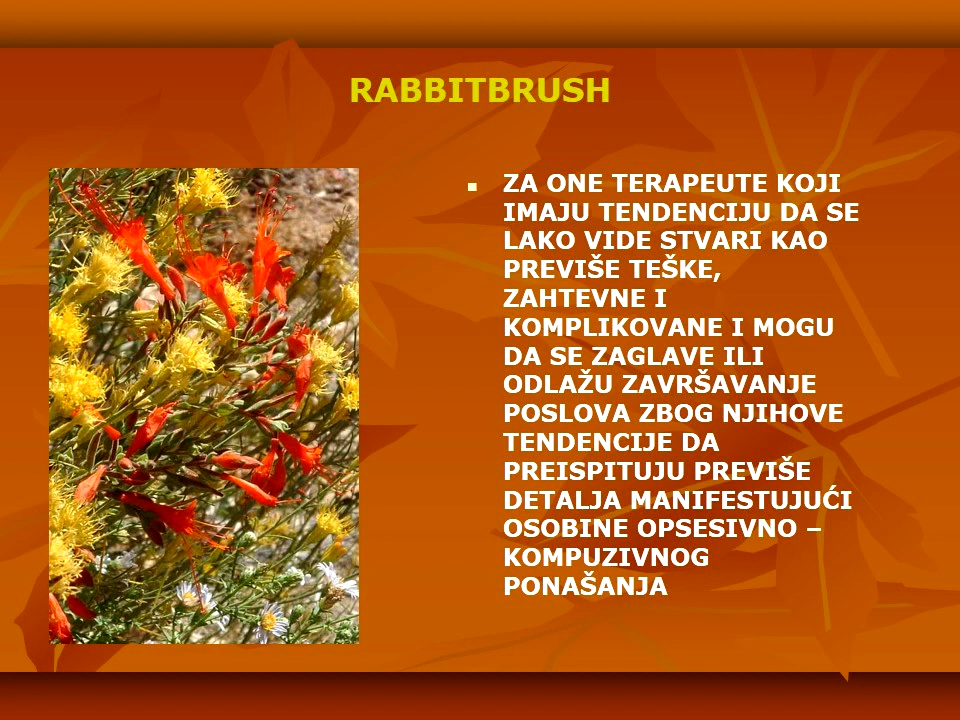 RABBITBRUSH
ZA ONE TERAPEUTE KOJI
IMAJU TENDENCIJU DA SE
LAKO VIDE STVARI KAO
PREVIŠE TEŠKE,
ZAHTEVNE I
KOMPLIKOVANE I MOGU
DA SE ZAGLAVE ILI
ODLAŽU ZAVRŠAVANJE
POSLOVA ZBOG NJIHOVE
TENDENCIJE DA
PREISPITUJU PREVIŠE
DETALJA MANIFESTUJUĆI
OSOBINE OPSESIVNO –
KOMPUZIVNOG
PONAŠANJA